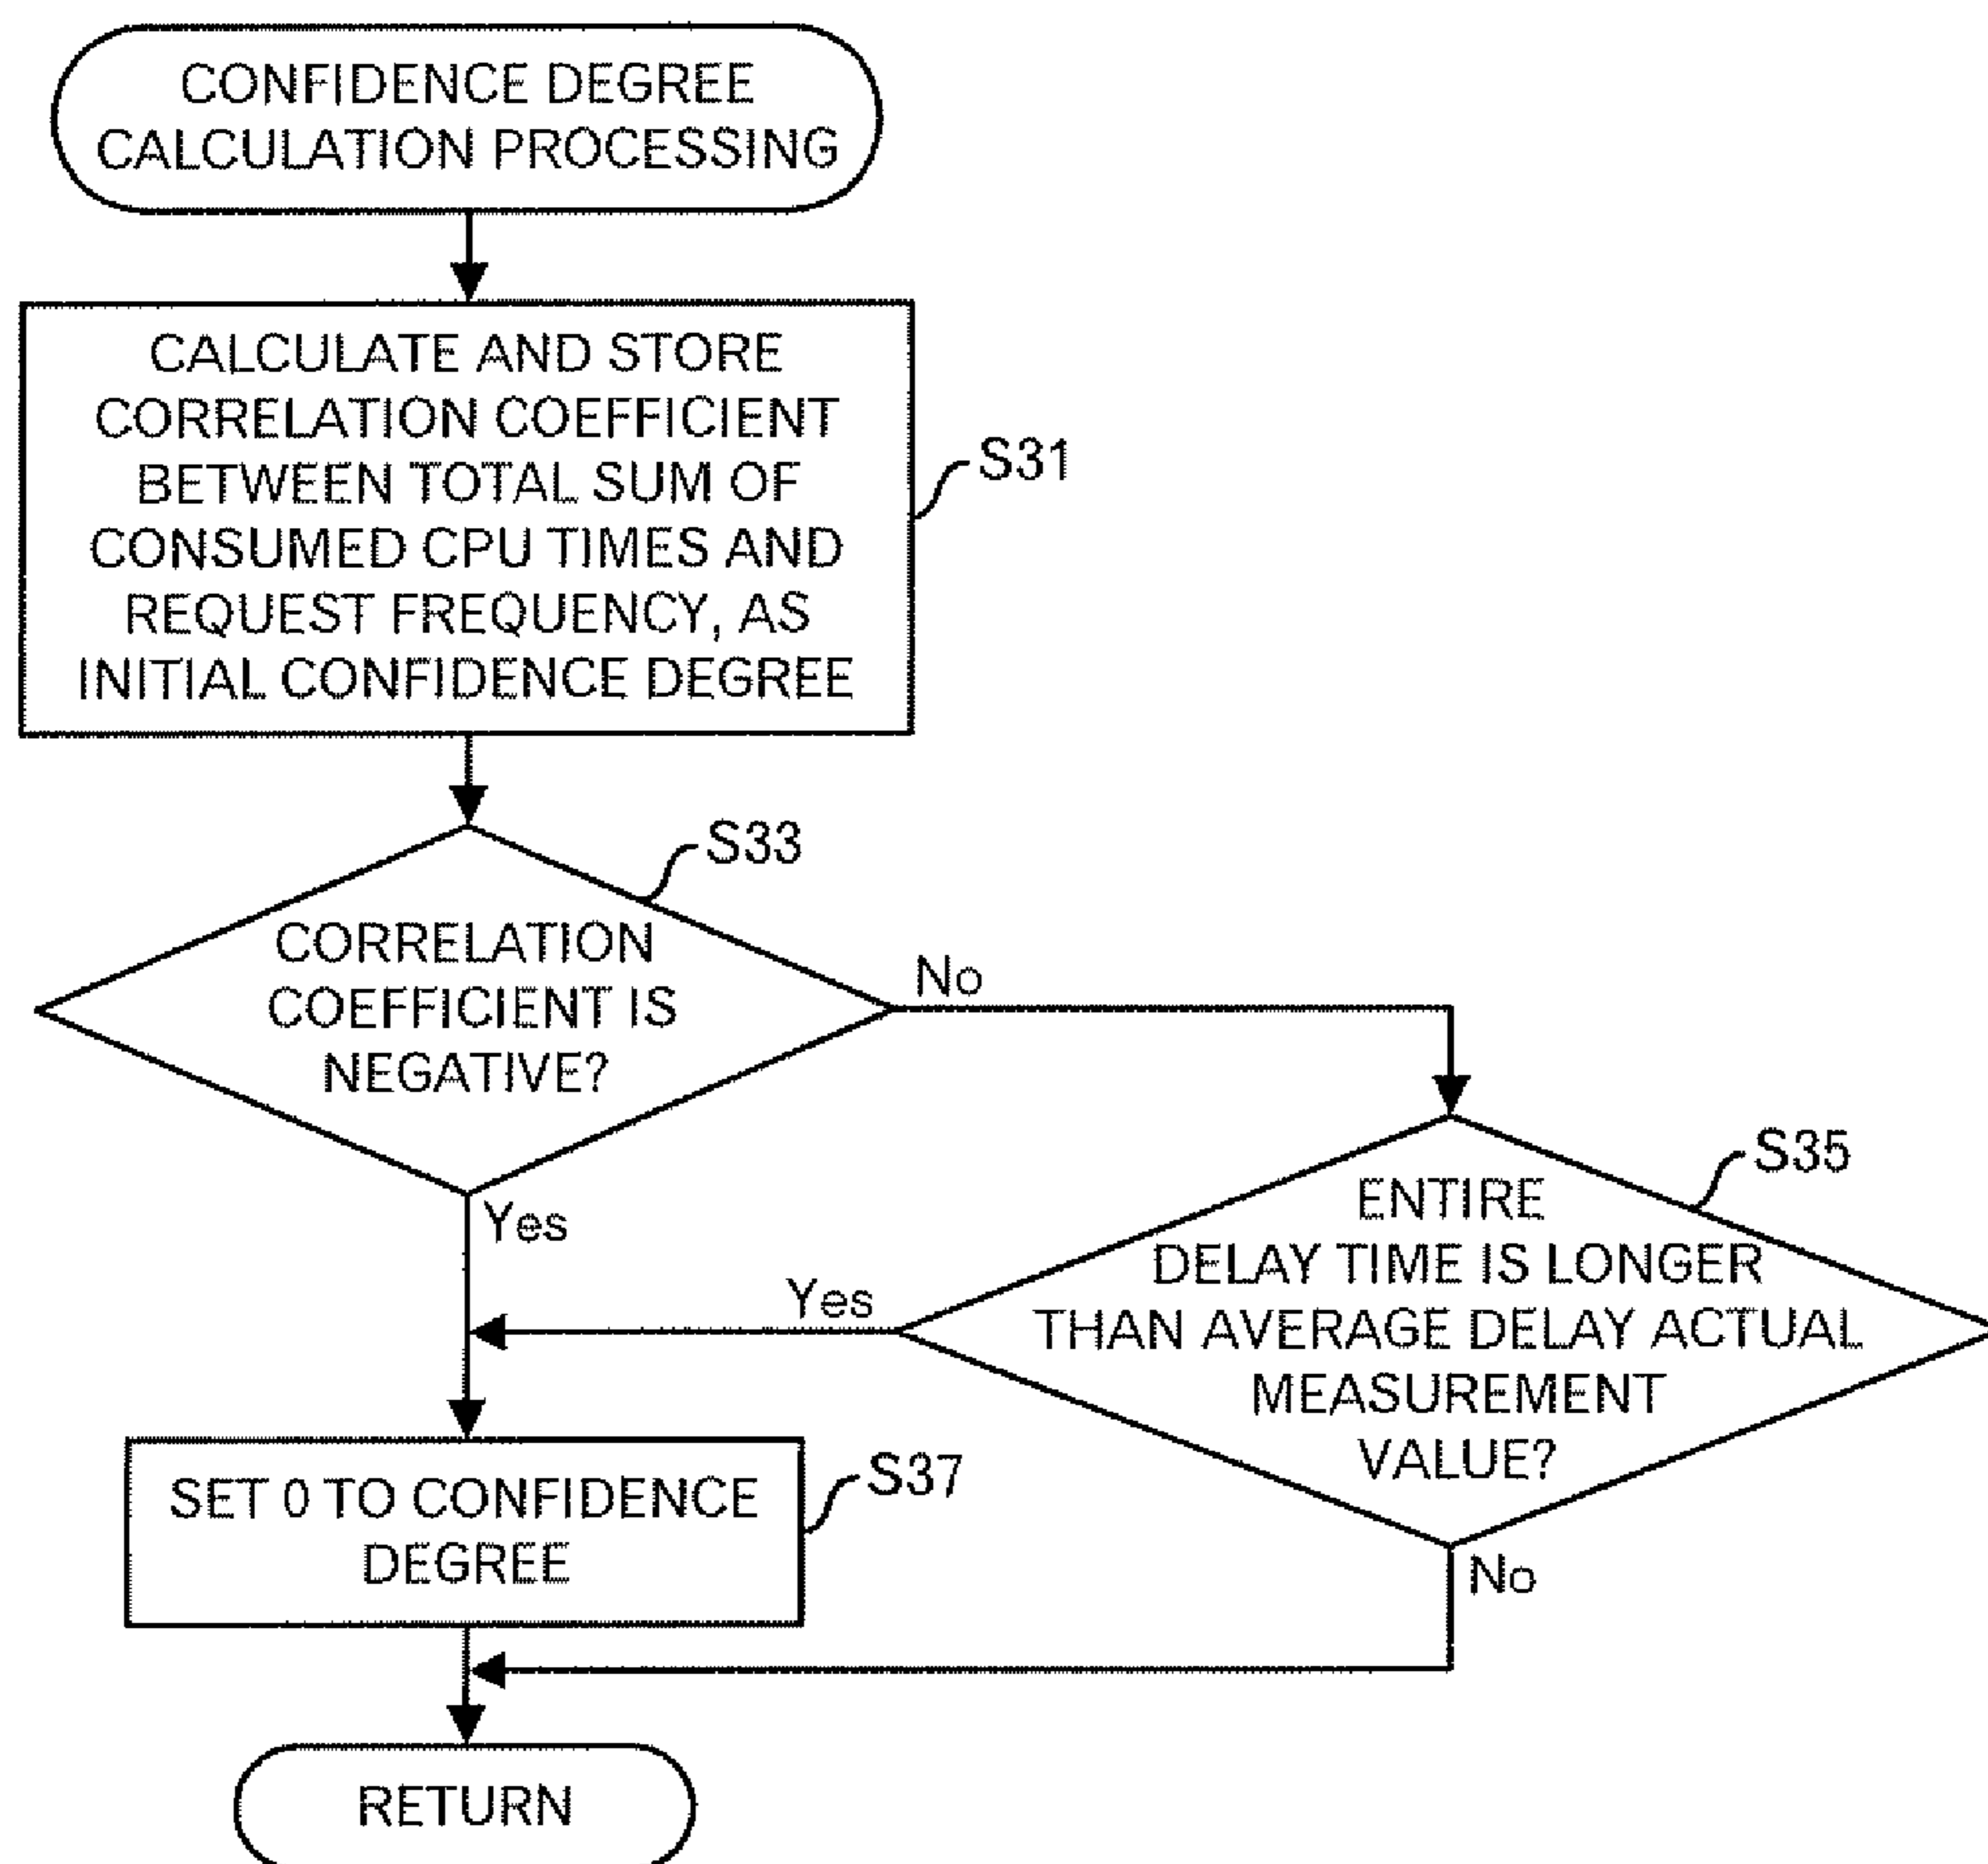 CONFIDENCE DEGREE
CALCULATION PROCESSING
CALCULATE AND STORE
CORRELATION COEFFICIENT
BETWEEN TOTAL SUM OF
CONSUMED CPU TIMES AND
REQUEST FREQUENCY, AS
INITIAL CONFIDENCE DEGREE
S31
S33
CORRELATION
COEFFICIENT IS
NEGATIVE?
No
Yes
S35
ENTIRE
DELAY TIME IS LONGER
THAN AVERAGE DELAY ACTUAL
MEASUREMENT
VALUE?
Yes
No
SET 0 TO CONFIDENCE
DEGREE
S37
RETURN